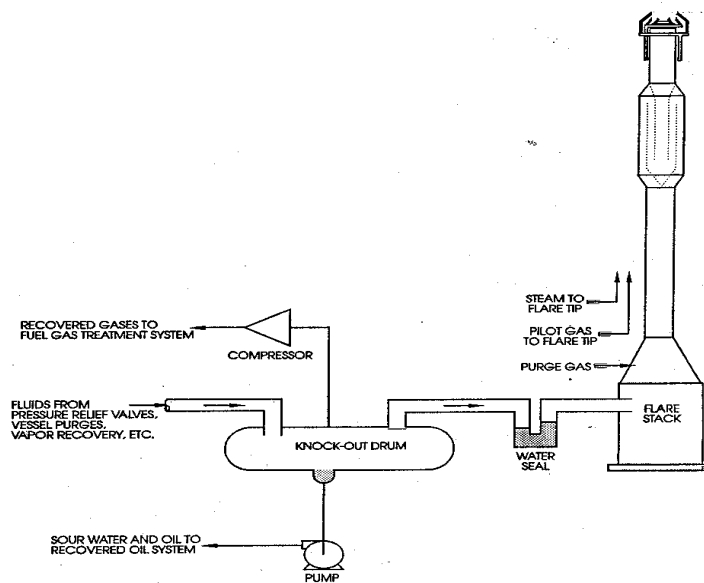 STEAM TO
FLARE TIP
PILOT GAS
TO FLARE TIP
PURGE GAS
FLARE
STACK
RECOVERED GASES TO
FUEL GAS TREATMENT SYSTEM
COMPRESSOR
FLUIDS FROM
PRESSURE RELIEF VALVES,
VESSEL PURGES,
VAPOR RECOVERY, ETC.
KNOCK-OUT DRUM
WATER
SEAL
SOUR WATER AND OIL TO
RECOVERED OIL SYSTEM
PUMP